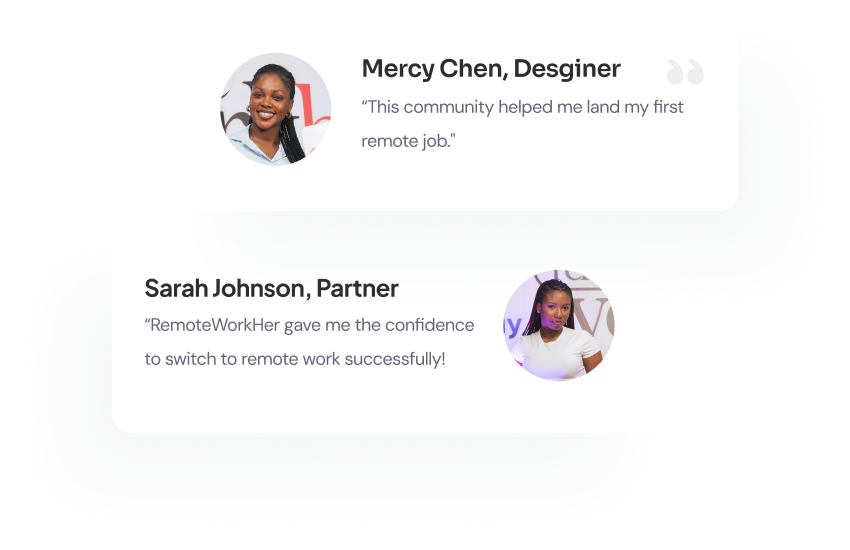 Mercy Chen, Desginer
“This community helped me land my first
remote job."
Sarah Johnson, Partner
“RemoteWorkHer gave me the confidence
to switch to remote work successfully!